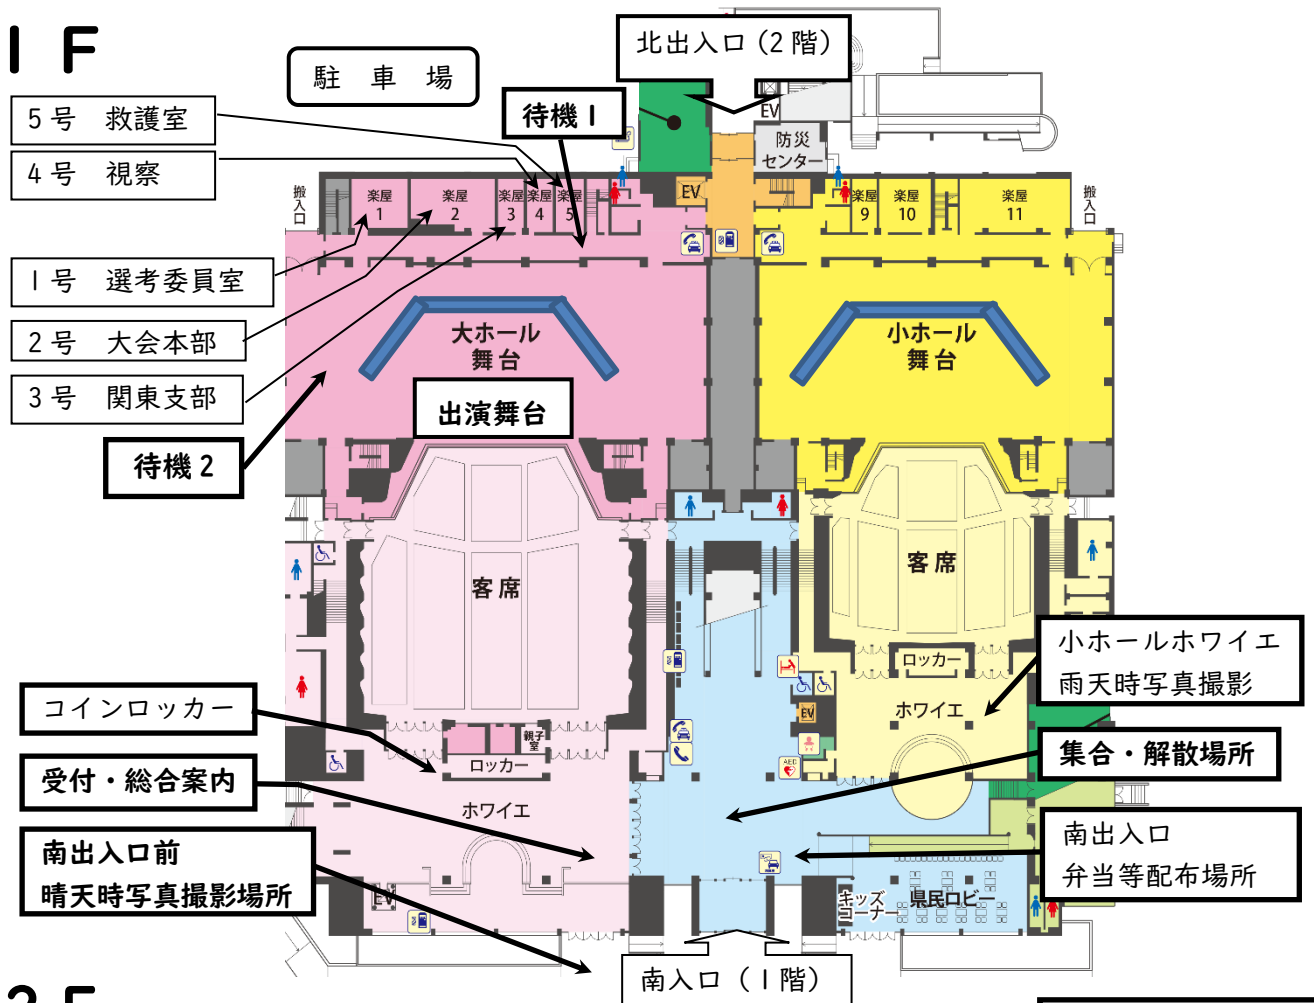 1F
駐車場
北出入口（2階）
5号　救護室
4号　視察
待機1
EV
防災
センター
搬入口
楽屋
1
楽屋
2
楽屋
3
楽屋
4
楽屋
5
EV
楽屋
9
楽屋
10
楽屋
11
搬入口
1号　選考委員室
2号　大会本部
3号　関東支部
大ホール
舞台
小ホール
舞台
出演舞台
待機2
客席
客席
小ホールホワイエ
雨天時写真撮影
ロッカー
ホワイエ
コインロッカー
EV
親子室
ロッカー
AED
集合・解散場所
受付・総合案内
ホワイエ
南出入口
弁当等配布場所
南出入口前
晴天時写真撮影場所
EV
キッズ
コーナー
県民ロビー
南入口（1階）
2F